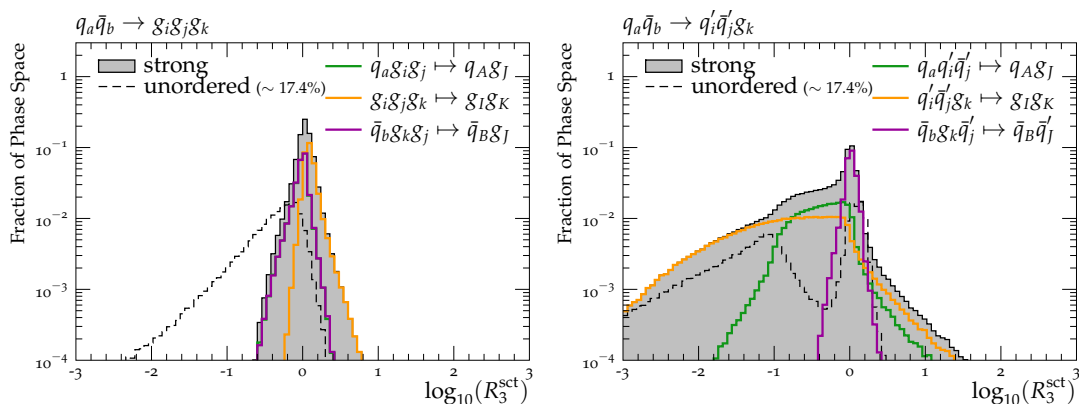 q_a q̄_b → g_i g_j g_k
Fraction of Phase Space
1
10⁻¹
10⁻²
10⁻³
10⁻⁴
strong
unordered (∼ 17.4%)
q_a g_i g_j ↦ q_A g_J
g_i g_j g_k ↦ g_I g_K
q̄_b g_k g_j ↦ q̄_B g_J
-3 -2 -1 0 1 2 3
log₁₀(R₃^sct)
q_a q̄_b → q′_i q̄′_j g_k
Fraction of Phase Space
1
10⁻¹
10⁻²
10⁻³
10⁻⁴
strong
unordered (∼ 17.4%)
q_a q′_i q̄′_j ↦ q_A g_J
q′_i q̄′_j g_k ↦ g_I g_K
q̄_b g_k q̄′_j ↦ q̄_B q̄′_J
-3 -2 -1 0 1 2 3
log₁₀(R₃^sct)